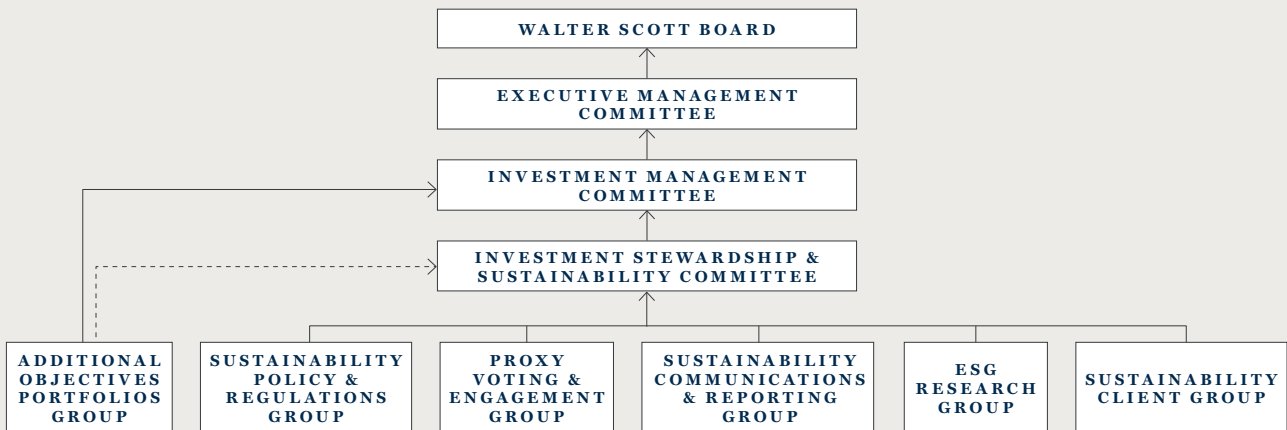 WALTER SCOTT BOARD
EXECUTIVE MANAGEMENT
COMMITTEE
INVESTMENT MANAGEMENT
COMMITTEE
INVESTMENT STEWARDSHIP &
SUSTAINABILITY COMMITTEE
ADDITIONAL
OBJECTIVES
PORTFOLIOS
GROUP
SUSTAINABILITY
POLICY &
REGULATIONS
GROUP
PROXY
VOTING &
ENGAGEMENT
GROUP
SUSTAINABILITY
COMMUNICATIONS
& REPORTING
GROUP
ESG
RESEARCH
GROUP
SUSTAINABILITY
CLIENT GROUP